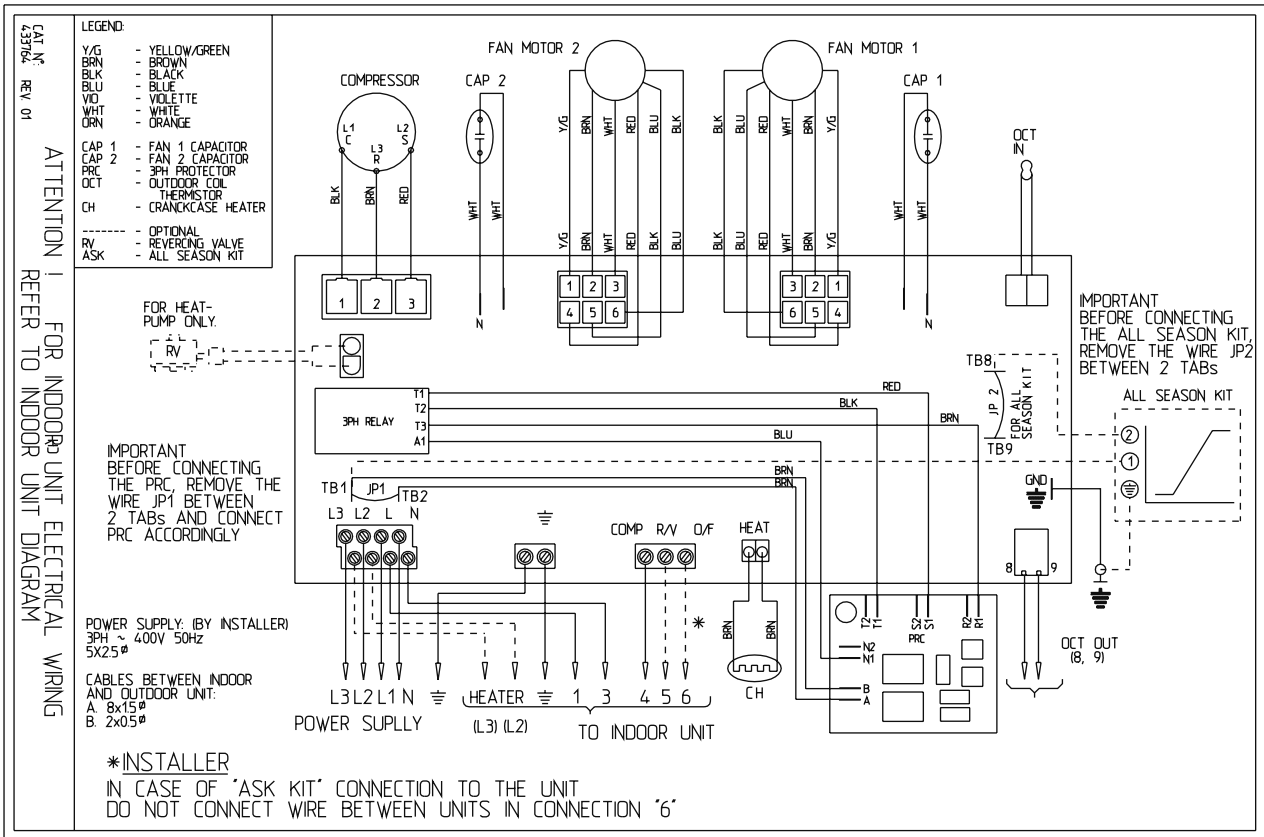 CAT. Nº. 433764 REV. 01
ATTENTION ! FOR INDOOR UNIT ELECTRICAL WIRING
REFER TO INDOOR UNIT DIAGRAM
LEGEND:
Y/G - YELLOW/GREEN
BRN - BROWN
BLK - BLACK
BLU - BLUE
VIO - VIOLETTE
WHT - WHITE
ORN - ORANGE
CAP 1 - FAN 1 CAPACITOR
CAP 2 - FAN 2 CAPACITOR
PRC - 3PH PROTECTOR
OCT - OUTDOOR COIL
THERMISTOR
CH - CRANCKCASE HEATER
------- - OPTIONAL
RV - REVERCING VALVE
ASK - ALL SEASON KIT
COMPRESSOR
L1 L2
C S
L3
R
BLK BRN RED
1 2 3
CAP 2
WHT WHT
N
FAN MOTOR 2
Y/G BRN WHT RED BLU BLK
Y/G BRN WHT RED BLK BLU
1 2 3
4 5 6
FAN MOTOR 1
BLK BLU RED WHT BRN Y/G
BLK BLU RED WHT BRN Y/G
3 2 1
6 5 4
CAP 1
WHT WHT
N
OCT
IN
FOR HEAT-
PUMP ONLY.
RV
IMPORTANT
BEFORE CONNECTING
THE ALL SEASON KIT,
REMOVE THE WIRE JP2
BETWEEN 2 TABs
ALL SEASON KIT
2
1
TB8
JP 2
FOR ALL
SEASON KIT
TB9
GND
3PH RELAY
T1
T2
T3
A1
RED
BLK
BRN
BLU
BRN
BRN
IMPORTANT
BEFORE CONNECTING
THE PRC, REMOVE THE
WIRE JP1 BETWEEN
2 TABs AND CONNECT
PRC ACCORDINGLY
TB1 JP1 TB2
L3 L2 L N
COMP R/V O/F
HEAT
BRN BRN
CH
*
8 9
OCT OUT
(8, 9)
T2 T1 S2 S1 R2 R1
PRC
N2
N1
B
A
POWER SUPPLY: (BY INSTALLER)
3PH ~ 400V 50Hz
5X2.5ø
CABLES BETWEEN INDOOR
AND OUTDOOR UNIT:
A. 8x1.5ø
B. 2x0.5ø
L3 L2 L1 N
POWER SUPLLY
HEATER
(L3) (L2)
1 3 4 5 6
TO INDOOR UNIT
*INSTALLER
IN CASE OF "ASK KIT" CONNECTION TO THE UNIT
DO NOT CONNECT WIRE BETWEEN UNITS IN CONNECTION "6"